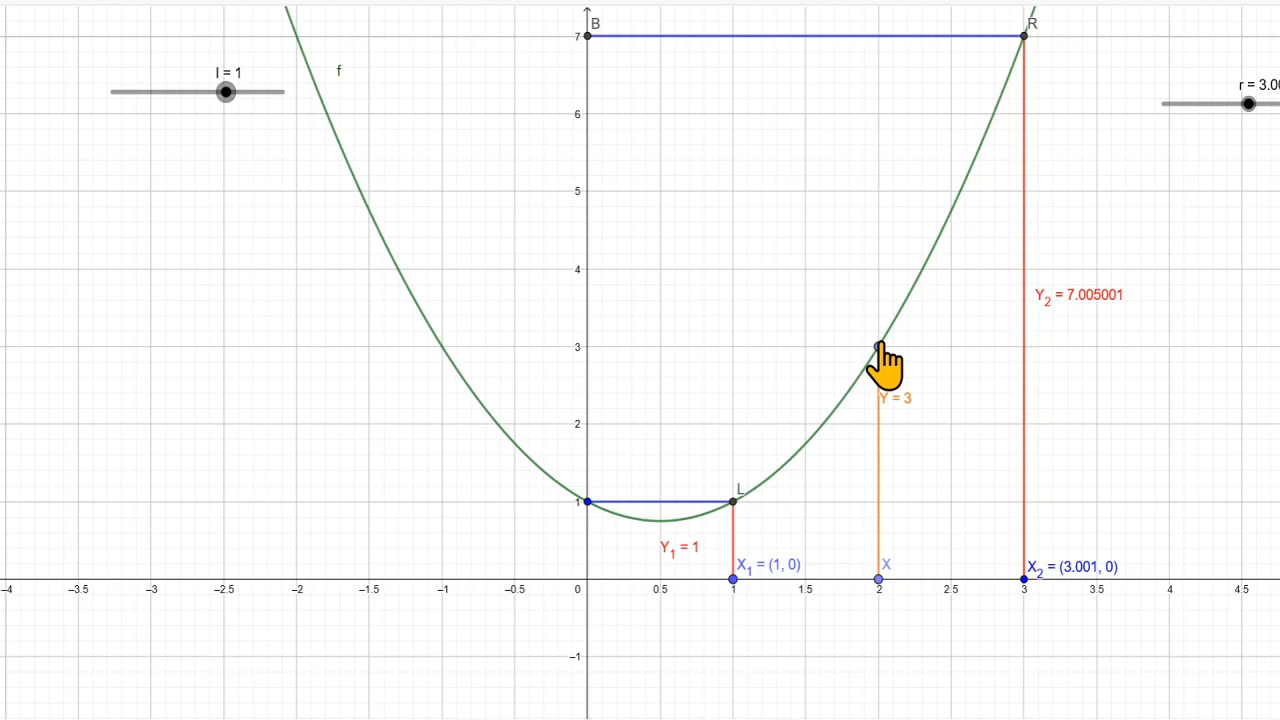 B
R
7
l = 1
f
r = 3.00
6
5
4
Y2 = 7.005001
3
Y = 3
2
L
1
Y1 = 1
X1 = (1, 0)
X
X2 = (3.001, 0)
–4 –3.5 –3 –2.5 –2 –1.5 –1 –0.5 0 0.5 1 1.5 2 2.5 3 3.5 4 4.5
–1